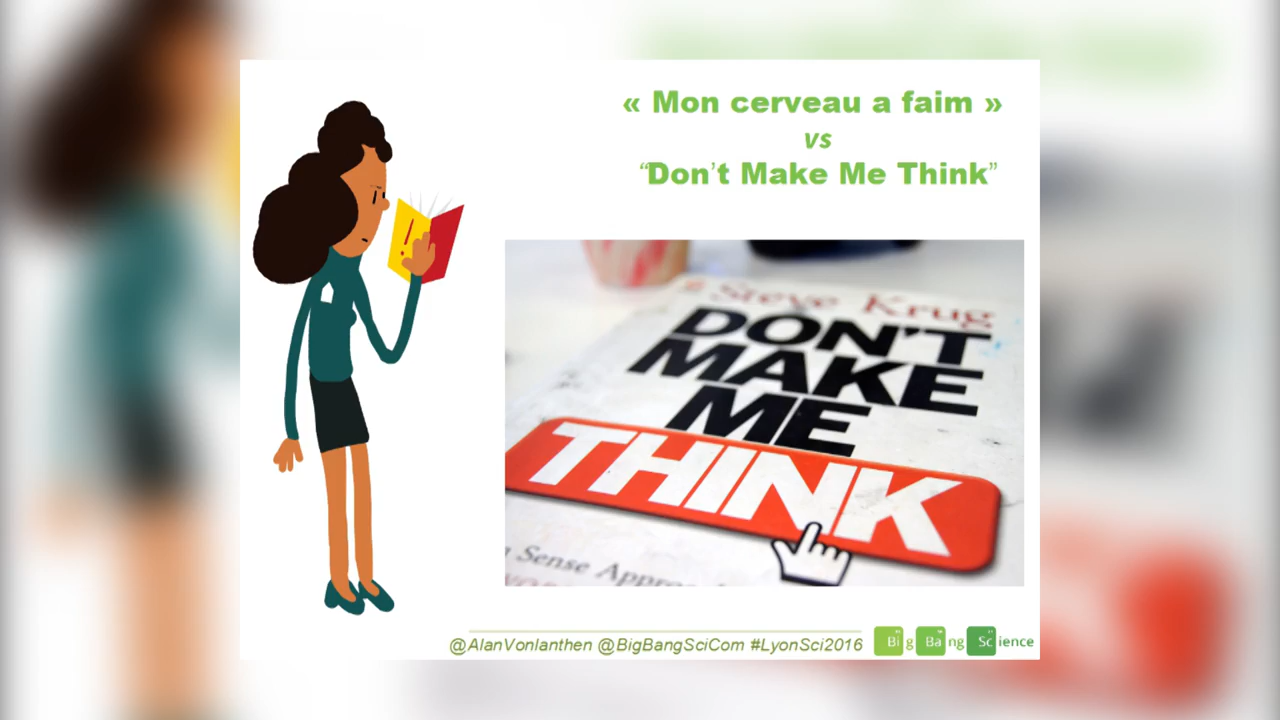 « Mon cerveau a faim »
vs
“Don’t Make Me Think”
Steve Krug
DON'T
MAKE
ME
THINK
Sense
@AlanVonlanthen @BigBangSciCom #LyonSci2016
Big Bang Science